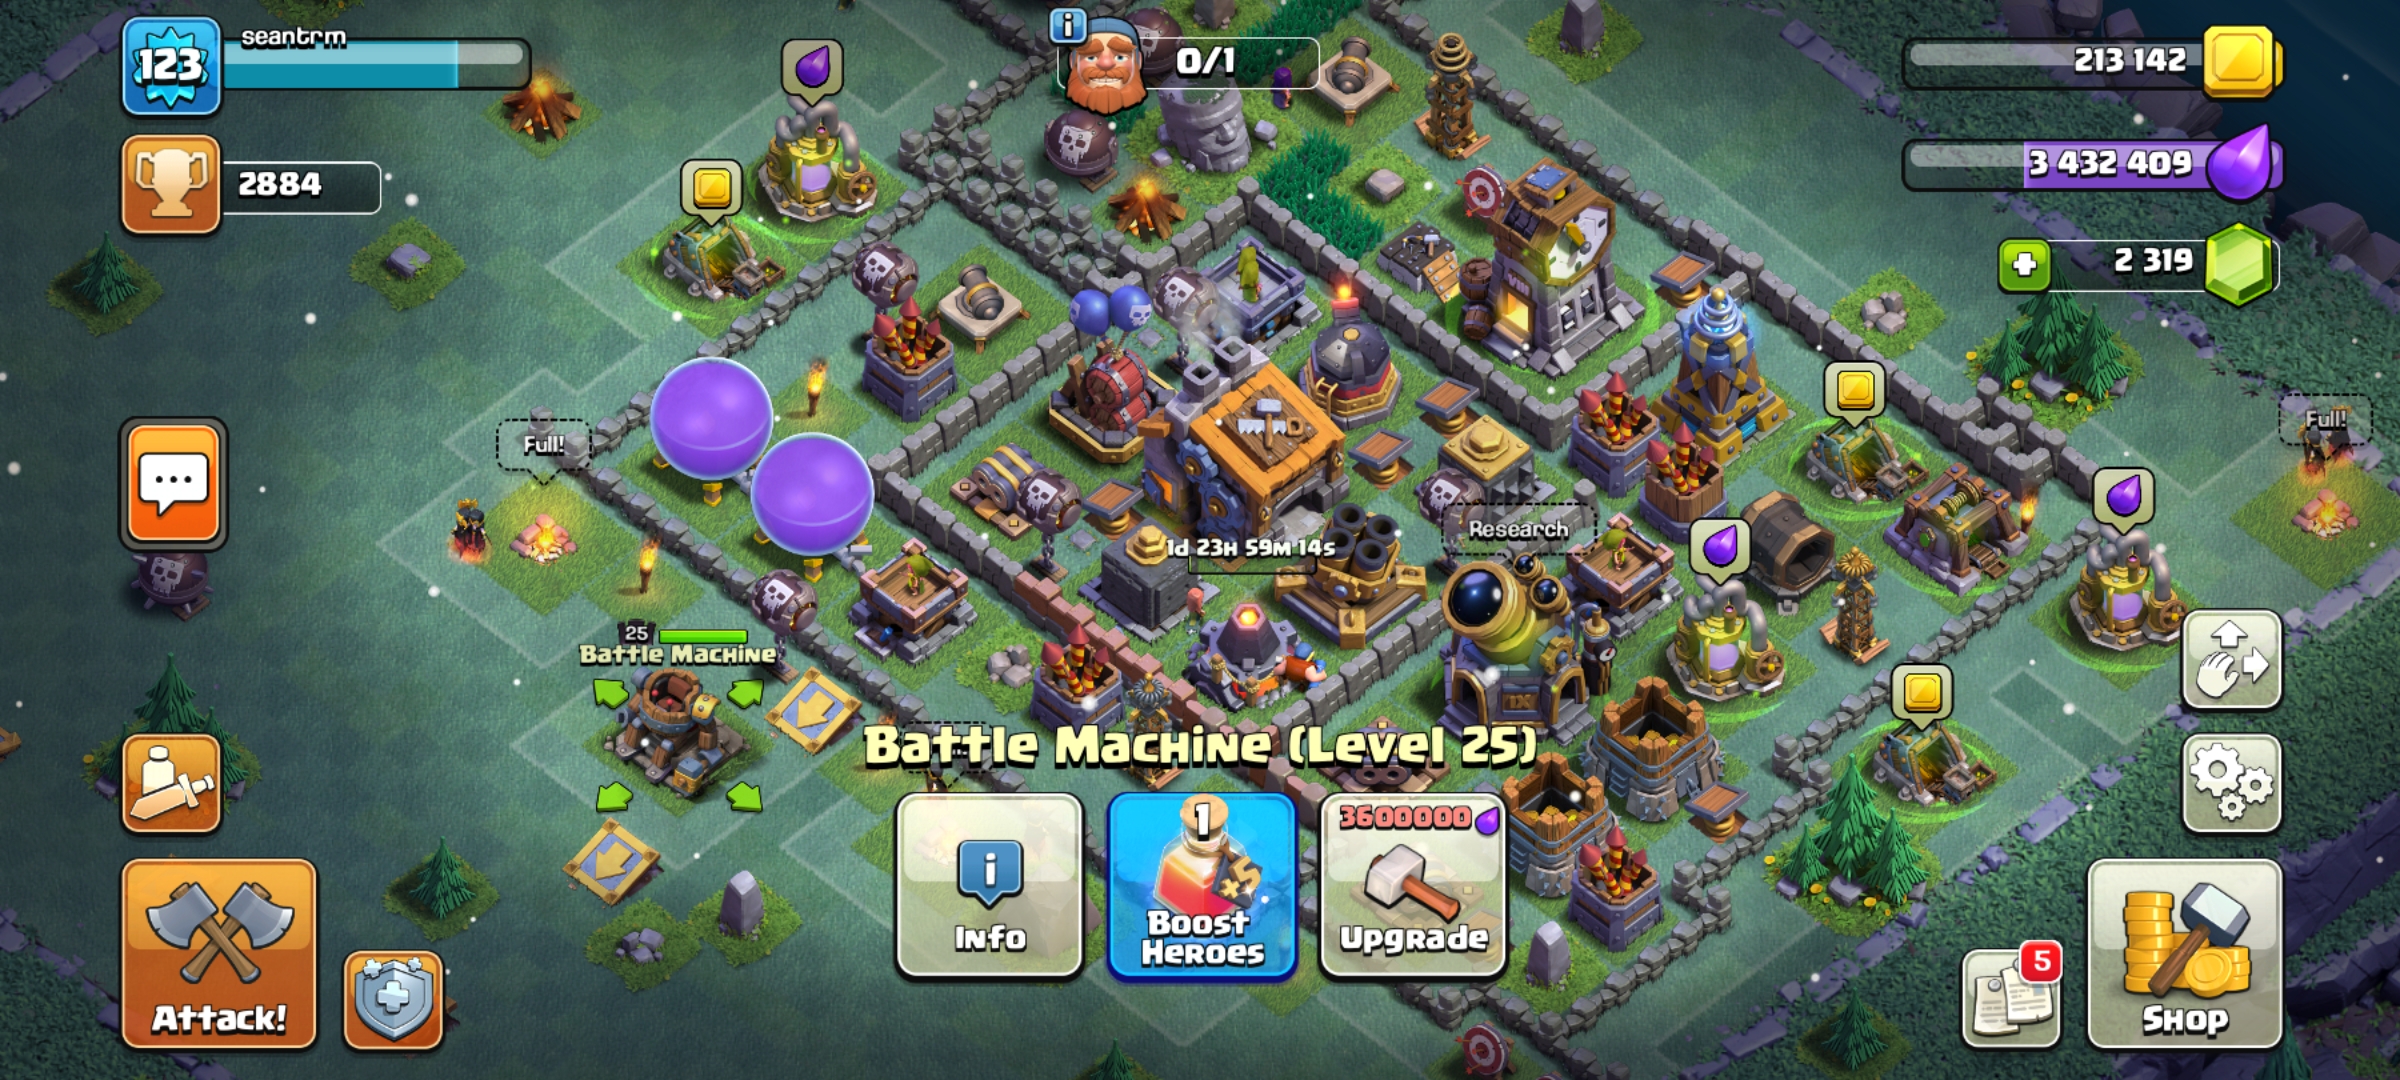 123
seantrm
0/1
213 142
2884
3 432 409
2 319
Full!
Full!
Research
1d 23H 59M 14s
25
Battle Machine
Battle Machine (Level 25)
1
3600000
x5
Info
Boost
Heroes
Upgrade
Attack!
5
Shop